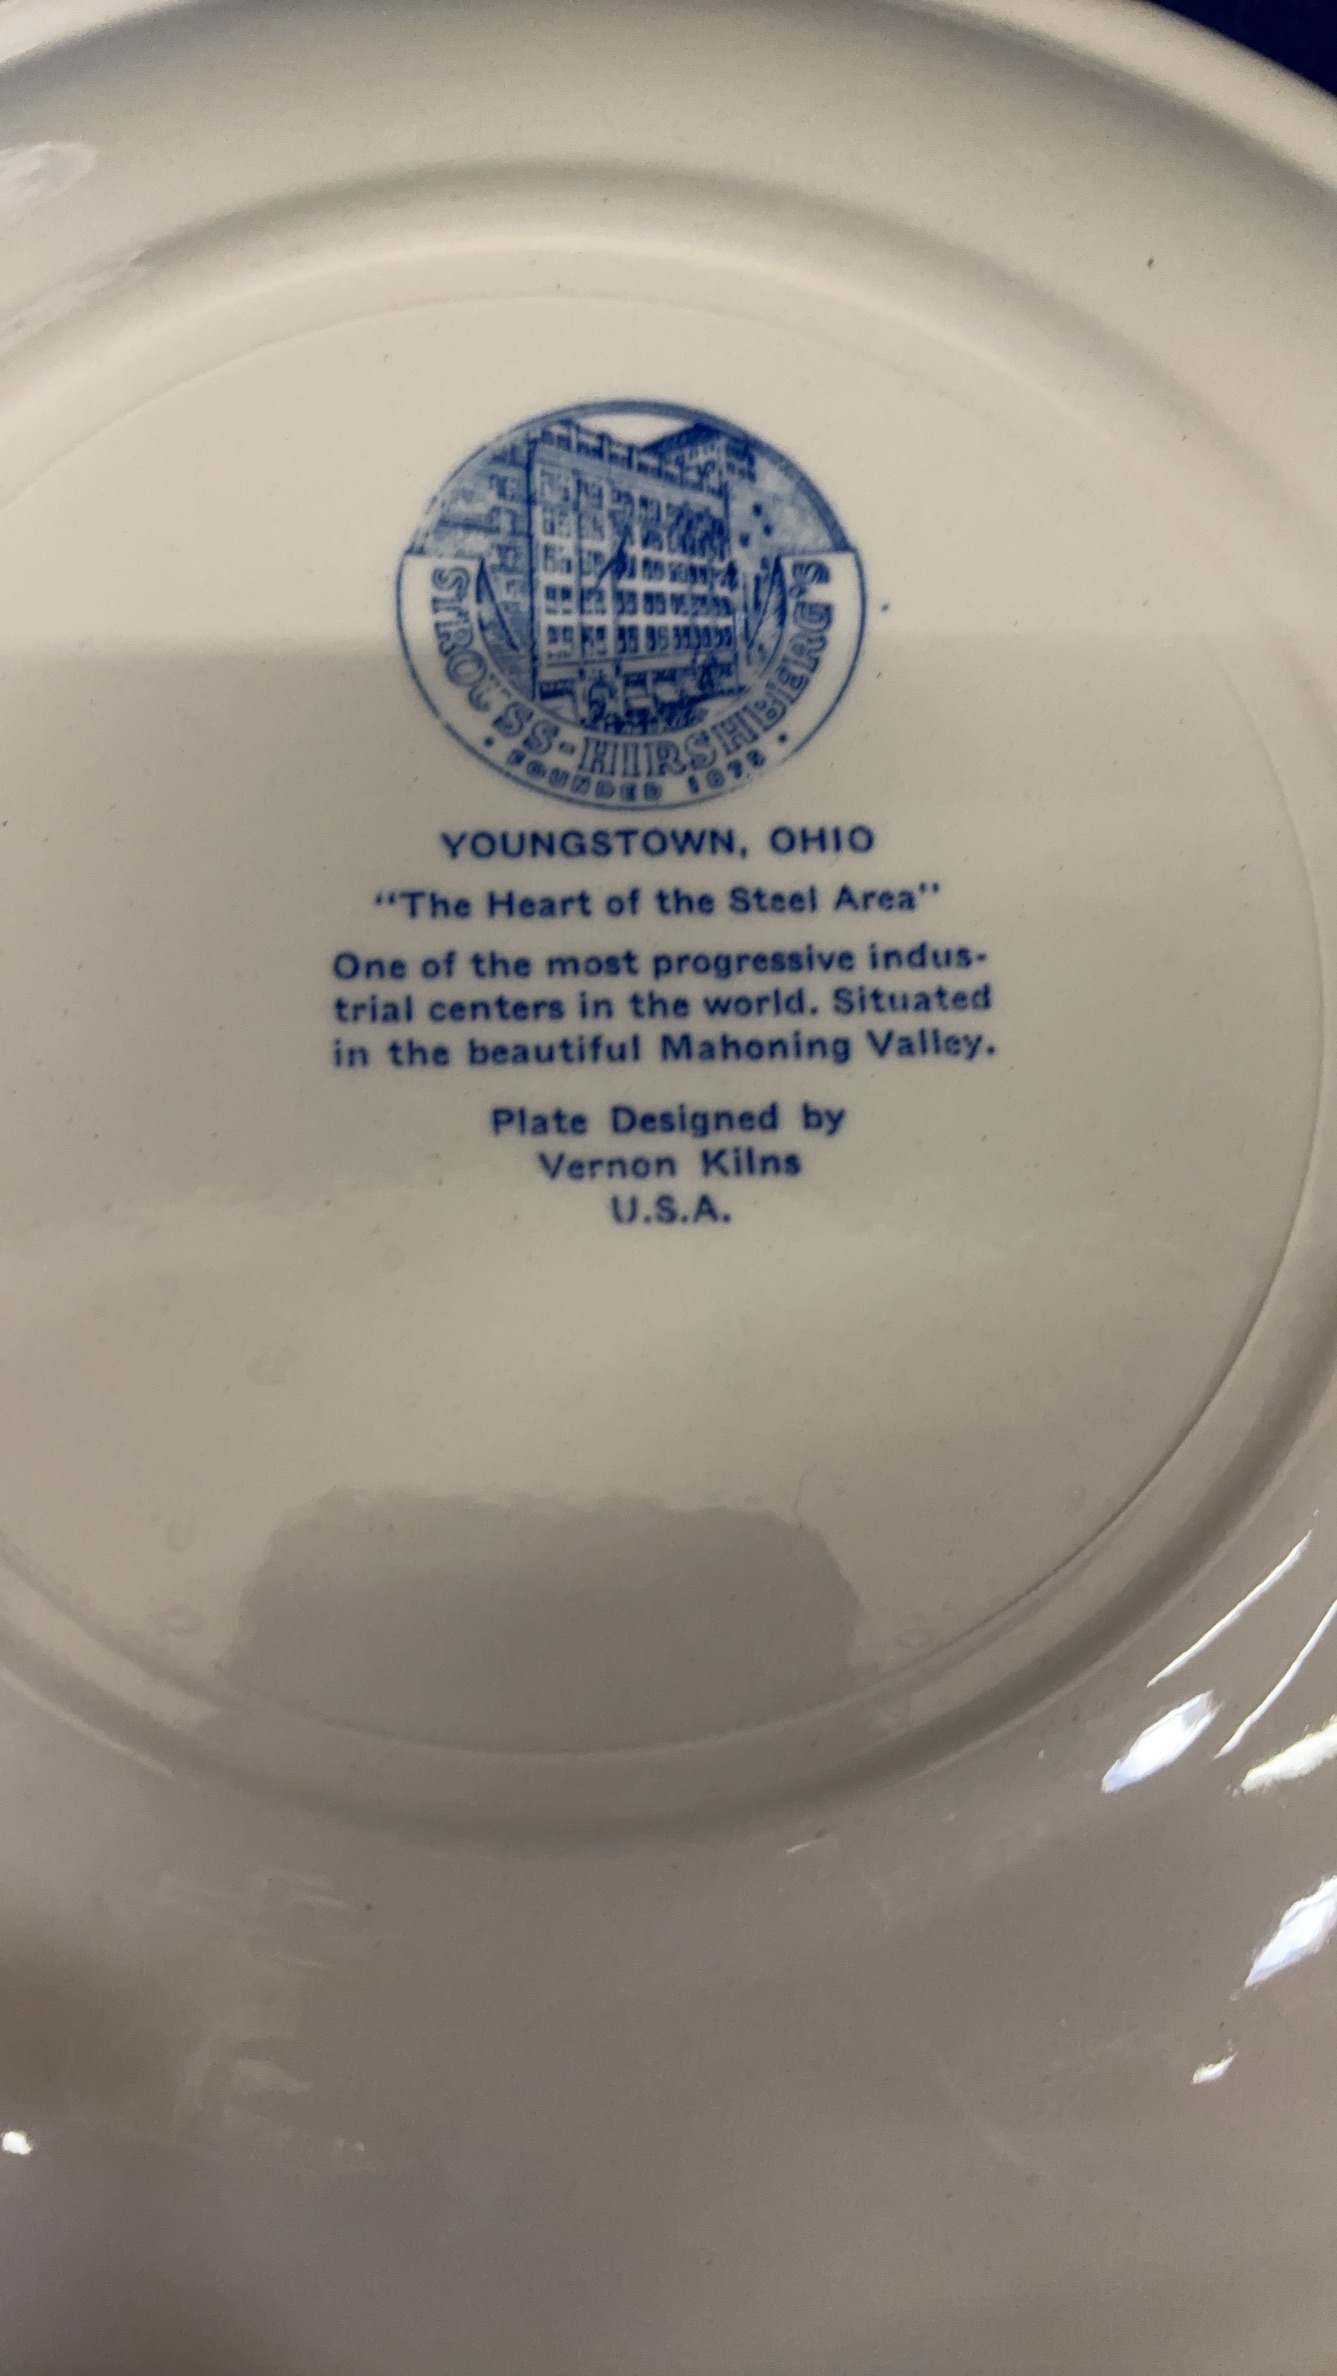 STROUSS-HIRSHBERG'S
• FOUNDED 1875 •
YOUNGSTOWN, OHIO
"The Heart of the Steel Area"
One of the most progressive indus-
trial centers in the world. Situated
in the beautiful Mahoning Valley.
Plate Designed by
Vernon Kilns
U.S.A.